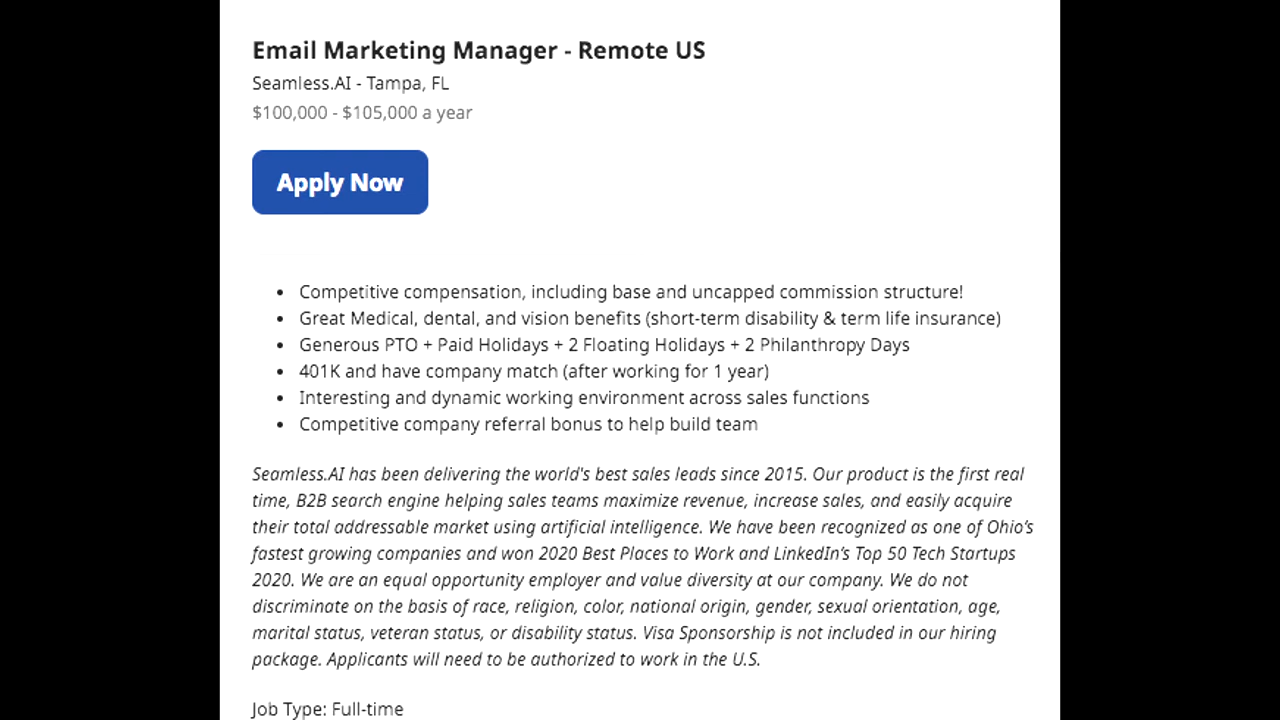 Email Marketing Manager - Remote US
Seamless.AI - Tampa, FL
$100,000 - $105,000 a year
Apply Now
• Competitive compensation, including base and uncapped commission structure!
• Great Medical, dental, and vision benefits (short-term disability & term life insurance)
• Generous PTO + Paid Holidays + 2 Floating Holidays + 2 Philanthropy Days
• 401K and have company match (after working for 1 year)
• Interesting and dynamic working environment across sales functions
• Competitive company referral bonus to help build team
Seamless.AI has been delivering the world's best sales leads since 2015. Our product is the first real
time, B2B search engine helping sales teams maximize revenue, increase sales, and easily acquire
their total addressable market using artificial intelligence. We have been recognized as one of Ohio’s
fastest growing companies and won 2020 Best Places to Work and LinkedIn’s Top 50 Tech Startups
2020. We are an equal opportunity employer and value diversity at our company. We do not
discriminate on the basis of race, religion, color, national origin, gender, sexual orientation, age,
marital status, veteran status, or disability status. Visa Sponsorship is not included in our hiring
package. Applicants will need to be authorized to work in the U.S.
Job Type: Full-time